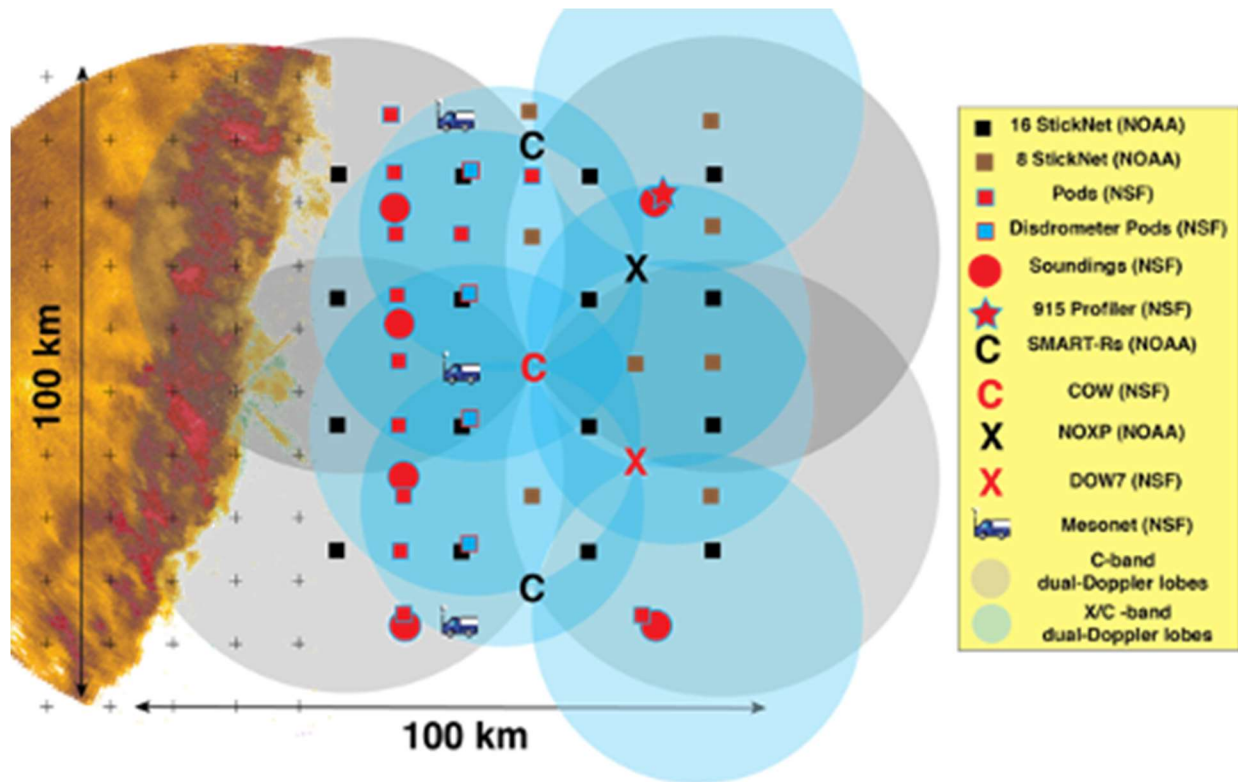 100 km
100 km
C
X
C
X
C
16 StickNet (NOAA)
8 StickNet (NOAA)
Pods (NSF)
Disdrometer Pods (NSF)
Soundings (NSF)
915 Profiler (NSF)
C SMART-Rs (NOAA)
C COW (NSF)
X NOXP (NOAA)
X DOW7 (NSF)
Mesonet (NSF)
C-band
dual-Doppler lobes
X/C -band
dual-Doppler lobes